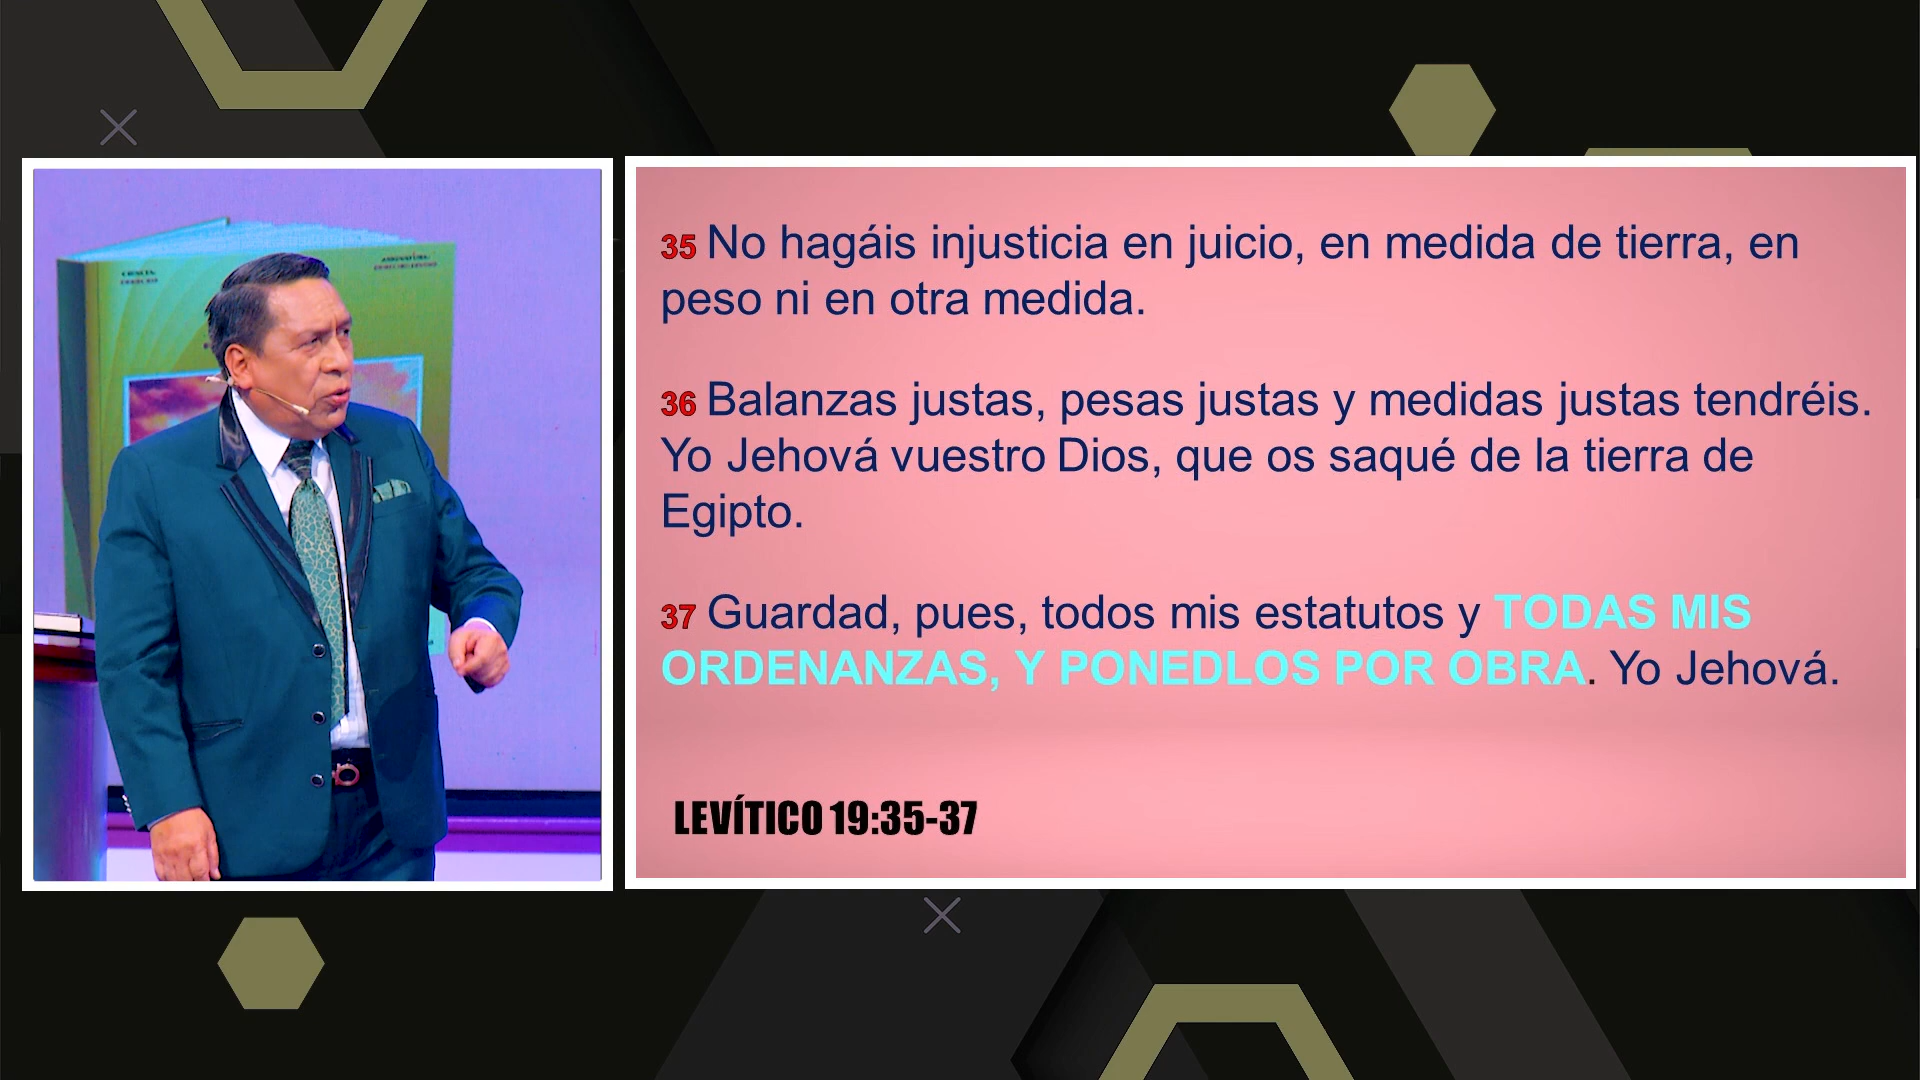 35 No hagáis injusticia en juicio, en medida de tierra, en
peso ni en otra medida.
36 Balanzas justas, pesas justas y medidas justas tendréis.
Yo Jehová vuestro Dios, que os saqué de la tierra de
Egipto.
37 Guardad, pues, todos mis estatutos y TODAS MIS
ORDENANZAS, Y PONEDLOS POR OBRA. Yo Jehová.
LEVÍTICO 19:35-37